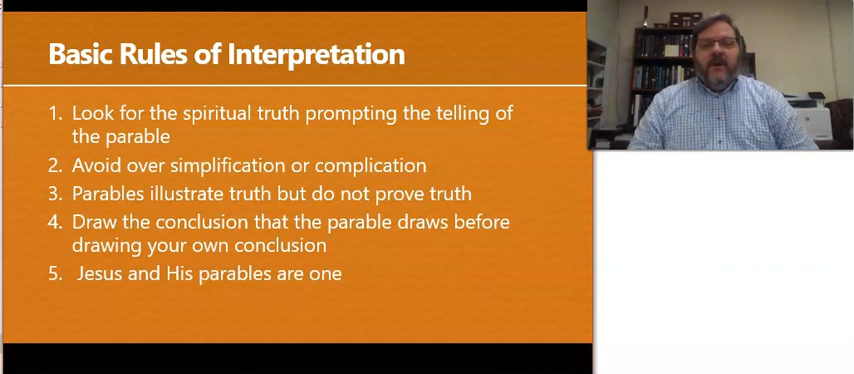 Basic Rules of Interpretation
1. Look for the spiritual truth prompting the telling of
the parable
2. Avoid over simplification or complication
3. Parables illustrate truth but do not prove truth
4. Draw the conclusion that the parable draws before
drawing your own conclusion
5. Jesus and His parables are one